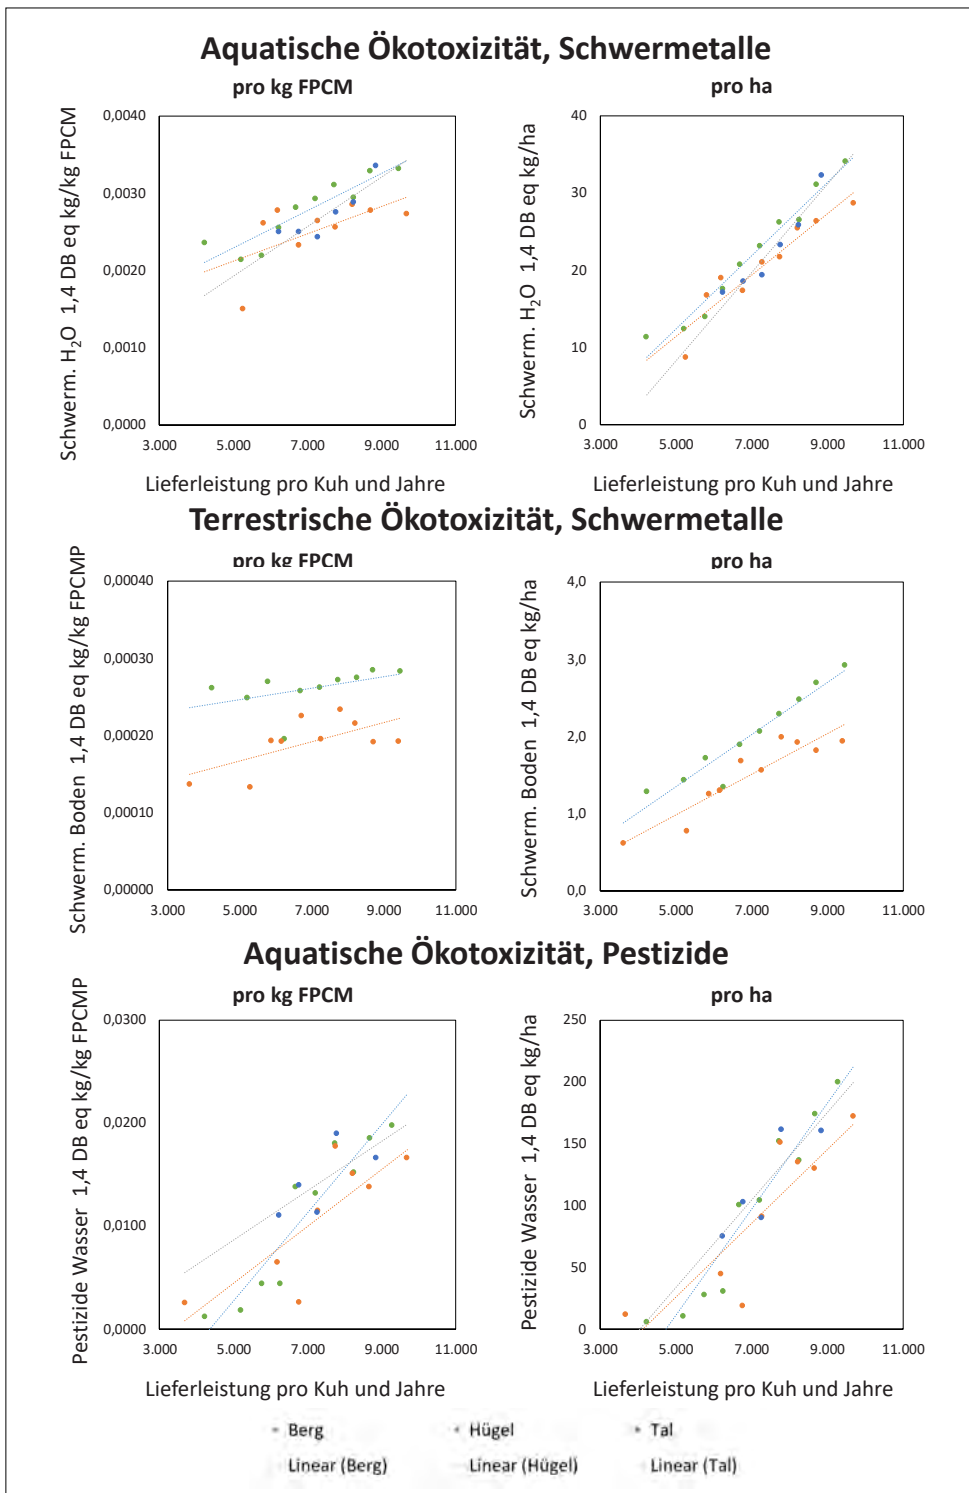 Aquatische Ökotoxizität, Schwermetalle
pro kg FPCM
Schwerm. H₂O 1,4 DB eq kg/kg FPCM
0,0040
0,0030
0,0020
0,0010
0,0000
3.000 5.000 7.000 9.000 11.000
Lieferleistung pro Kuh und Jahre
pro ha
Schwerm. H₂O 1,4 DB eq kg/ha
40
30
20
10
0
3.000 5.000 7.000 9.000 11.000
Lieferleistung pro Kuh und Jahre
Terrestrische Ökotoxizität, Schwermetalle
pro kg FPCM
Schwerm. Boden 1,4 DB eq kg/kg FPCMP
0,00040
0,00030
0,00020
0,00010
0,00000
3.000 5.000 7.000 9.000 11.000
pro ha
Schwerm. Boden 1,4 DB eq kg/ha
4,0
3,0
2,0
1,0
0,0
3.000 5.000 7.000 9.000 11.000
Aquatische Ökotoxizität, Pestizide
pro kg FPCM
Pestizide Wasser 1,4 DB eq kg/kg FPCMP
0,0300
0,0200
0,0100
0,0000
3.000 5.000 7.000 9.000 11.000
Lieferleistung pro Kuh und Jahre
pro ha
Pestizide Wasser 1,4 DB eq kg/ha
250
200
150
100
50
0
3.000 5.000 7.000 9.000 11.000
Lieferleistung pro Kuh und Jahre
Berg Hügel Tal
Linear (Berg) Linear (Hügel) Linear (Tal)